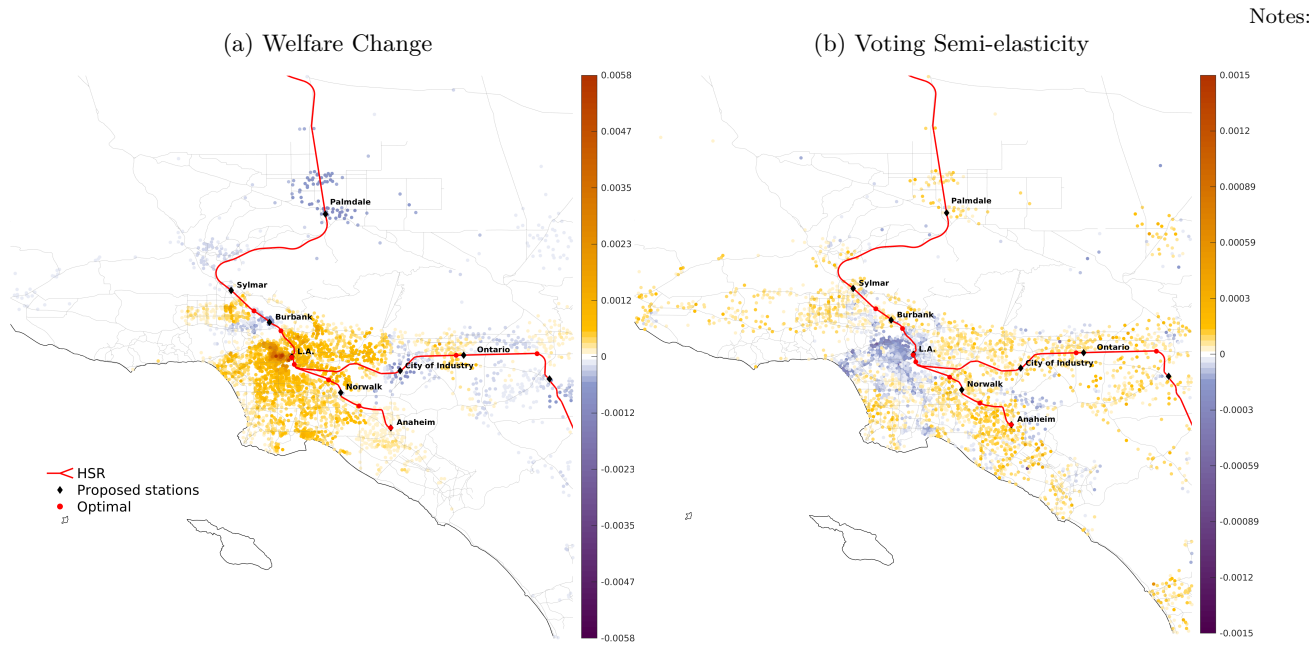 Notes:
(a) Welfare Change
(b) Voting Semi-elasticity
0.0058
0.0047
0.0035
0.0023
0.0012
0
-0.0012
-0.0023
-0.0035
-0.0047
-0.0058
Palmdale
Sylmar
Burbank
L.A.
Ontario
City of Industry
Norwalk
Anaheim
HSR
Proposed stations
Optimal
0.0015
0.0012
0.00089
0.00059
0.0003
0
-0.0003
-0.00059
-0.00089
-0.0012
-0.0015
Palmdale
Sylmar
Burbank
L.A.
Ontario
City of Industry
Norwalk
Anaheim